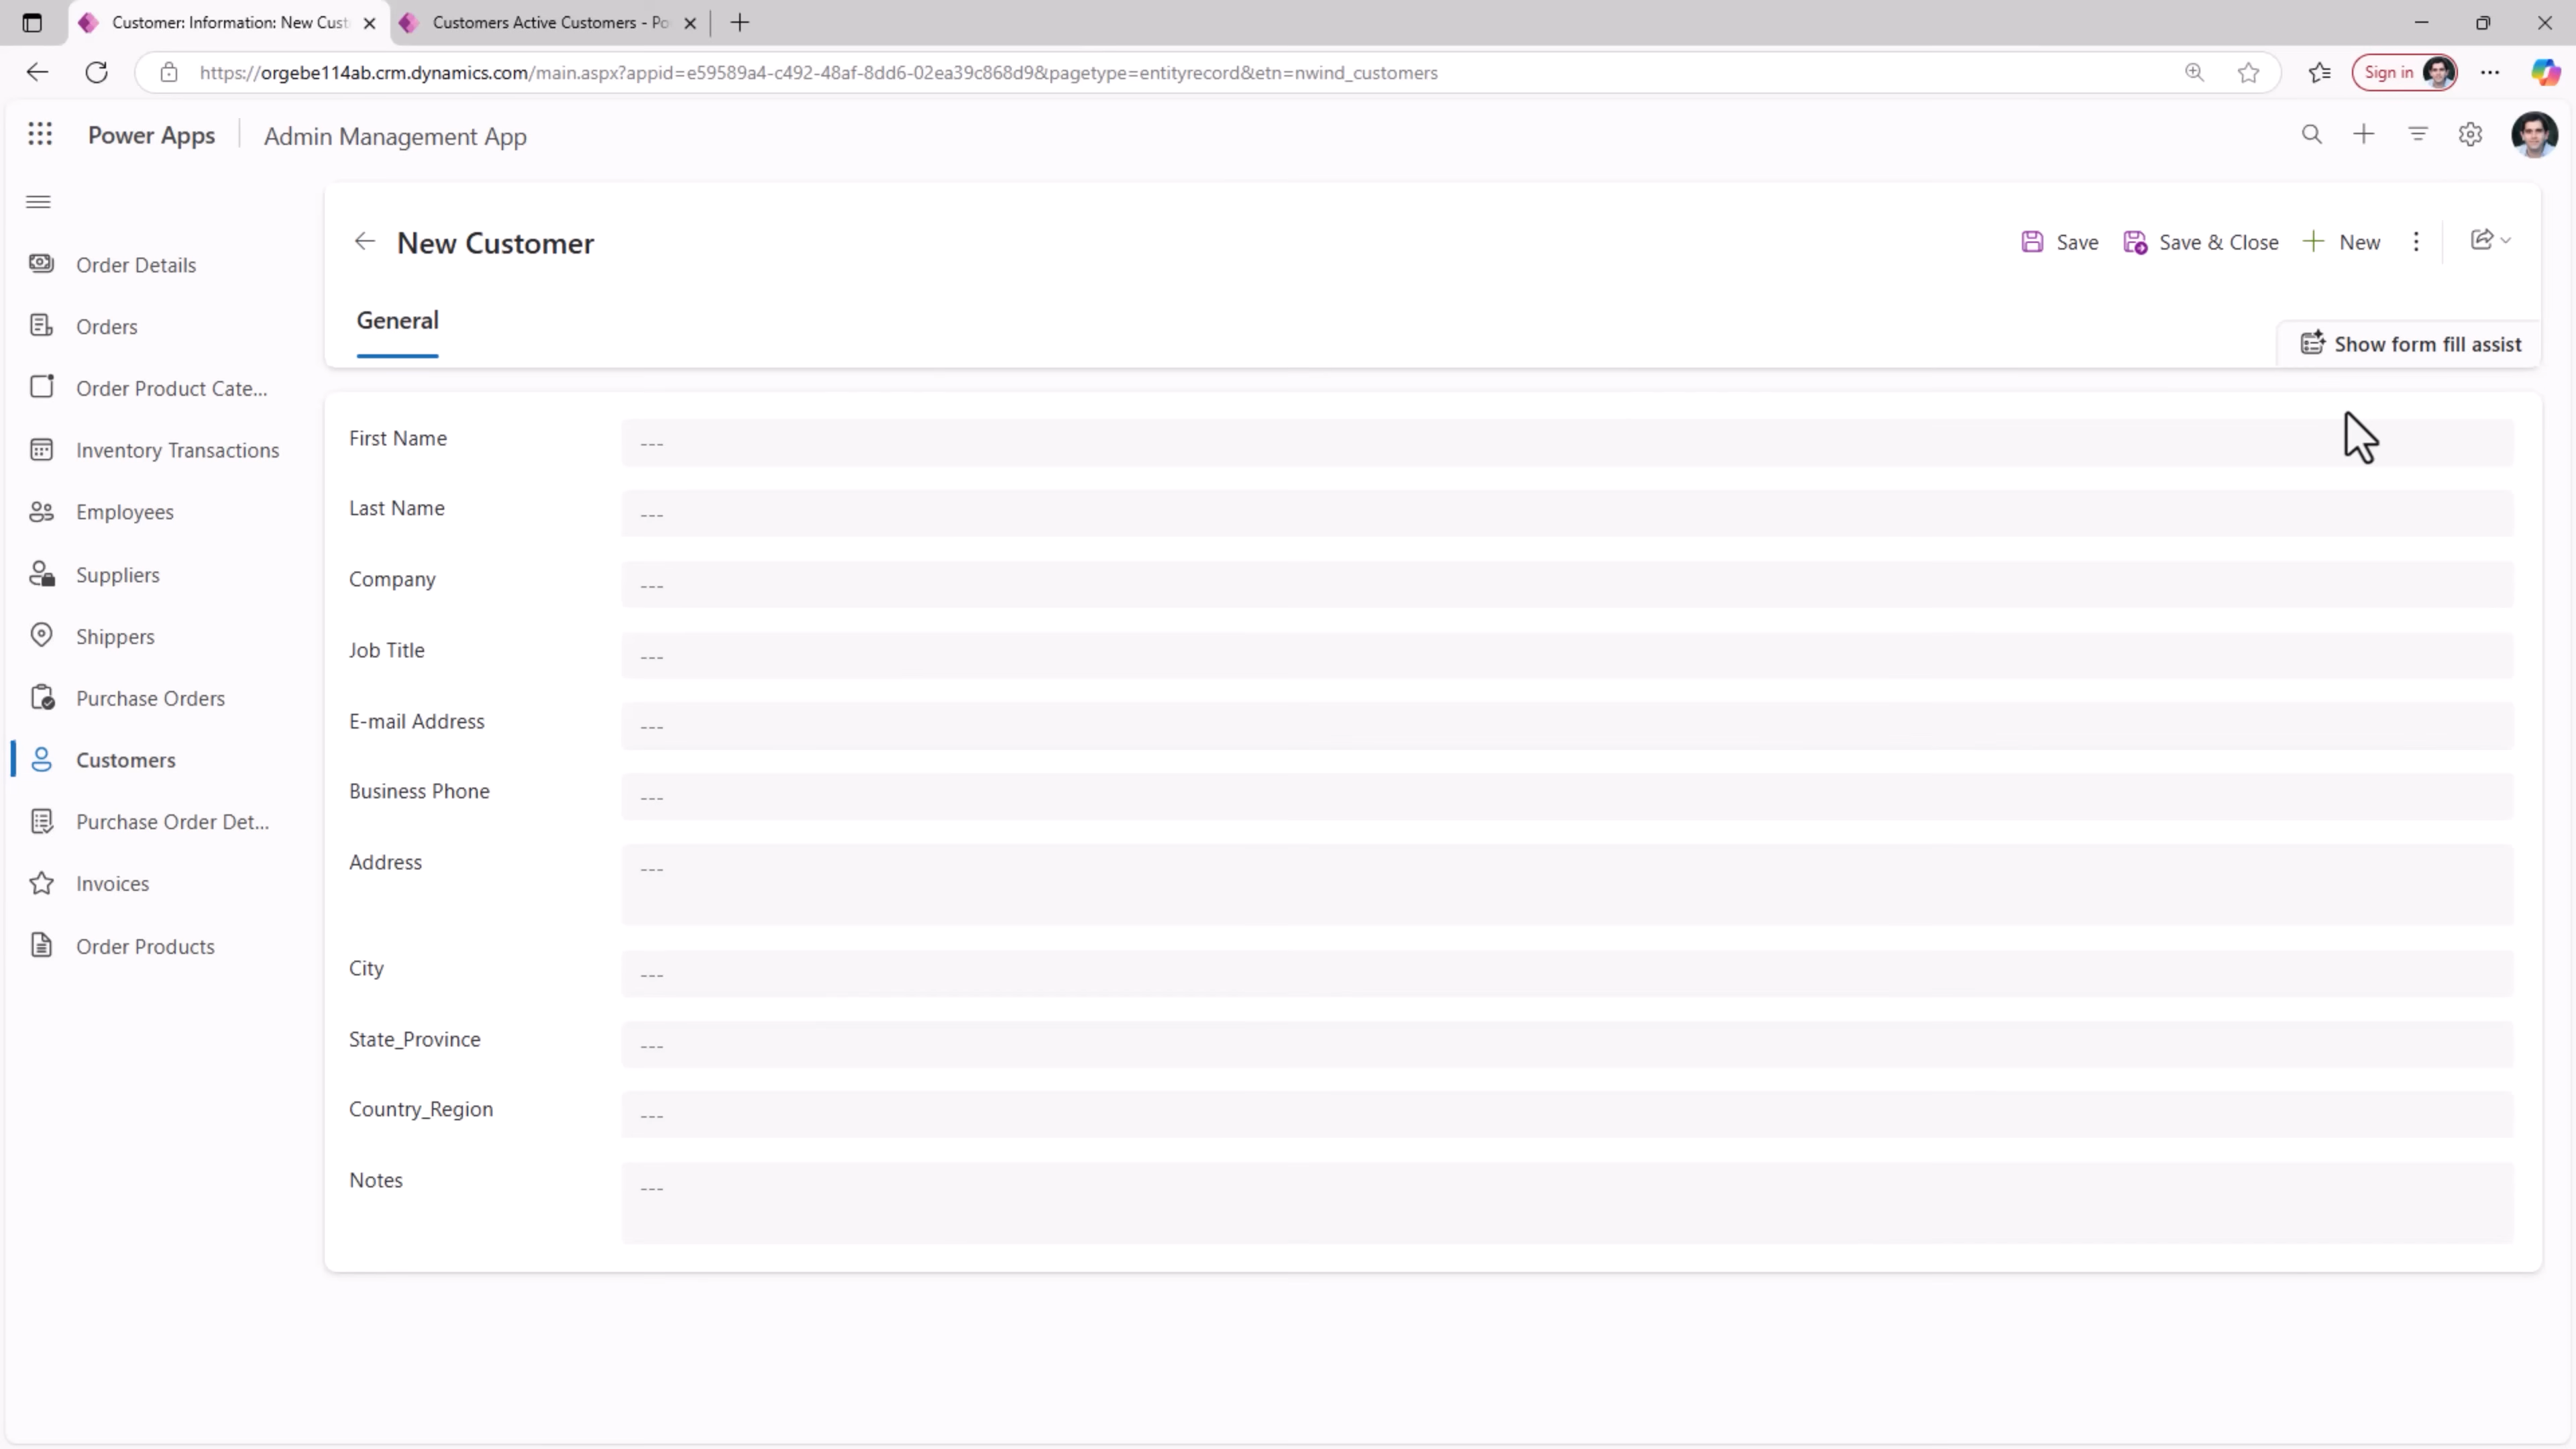 Customer: Information: New Cust
Customers Active Customers - Po
https://orgebe114ab.crm.dynamics.com/main.aspx?appid=e59589a4-c492-48af-8dd6-02ea39c868d9&pagetype=entityrecord&etn=nwind_customers
Sign in
Power Apps
Admin Management App
New Customer
Save
Save & Close
New
General
Show form fill assist
Order Details
Orders
Order Product Cate...
Inventory Transactions
Employees
Suppliers
Shippers
Purchase Orders
Customers
Purchase Order Det...
Invoices
Order Products
First Name
---
Last Name
---
Company
---
Job Title
---
E-mail Address
---
Business Phone
---
Address
---
City
---
State_Province
---
Country_Region
---
Notes
---